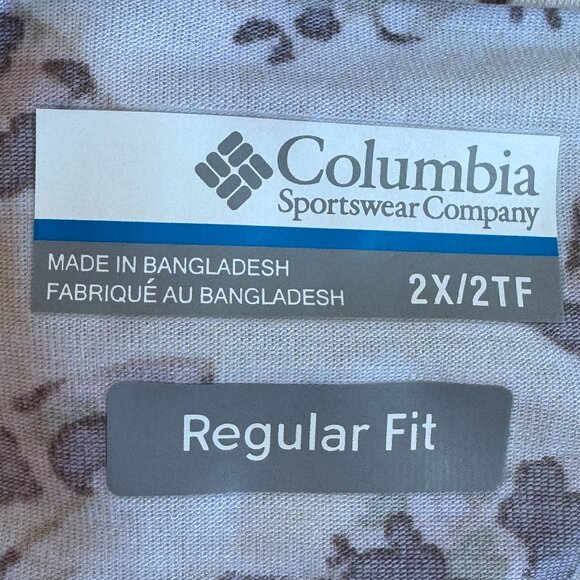 Columbia
Sportswear Company
MADE IN BANGLADESH
FABRIQUÉ AU BANGLADESH
2X/2TF
Regular Fit